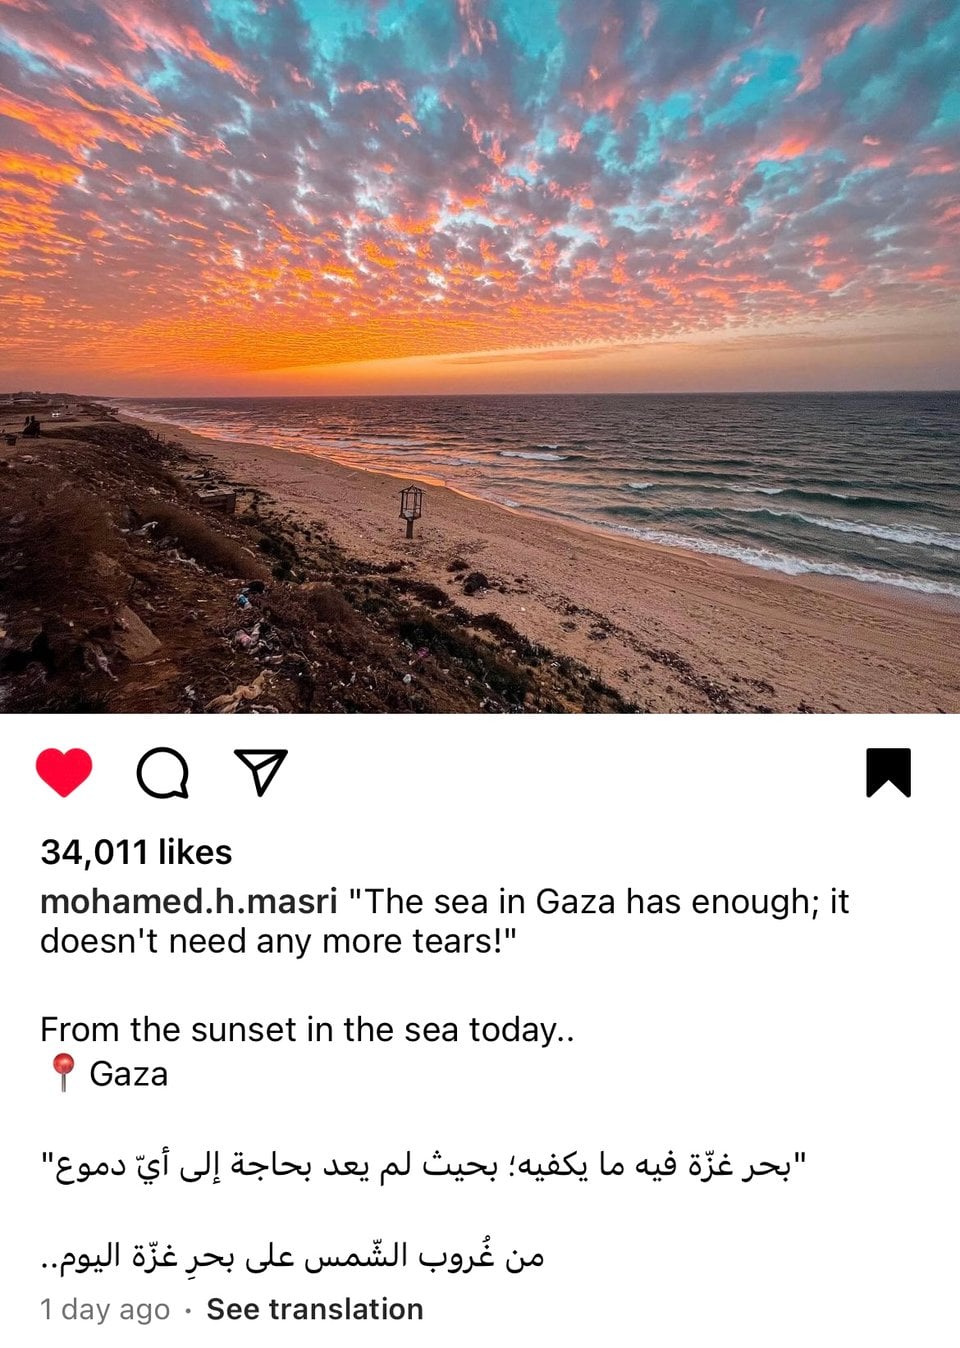 34,011 likes
mohamed.h.masri "The sea in Gaza has enough; it
doesn't need any more tears!"
From the sunset in the sea today..
📍 Gaza
"بحر غزّة فيه ما يكفيه؛ بحيث لم يعد بحاجة إلى أيّ دموع"
من غُروب الشّمس على بحرِ غزّة اليوم..
1 day ago · See translation